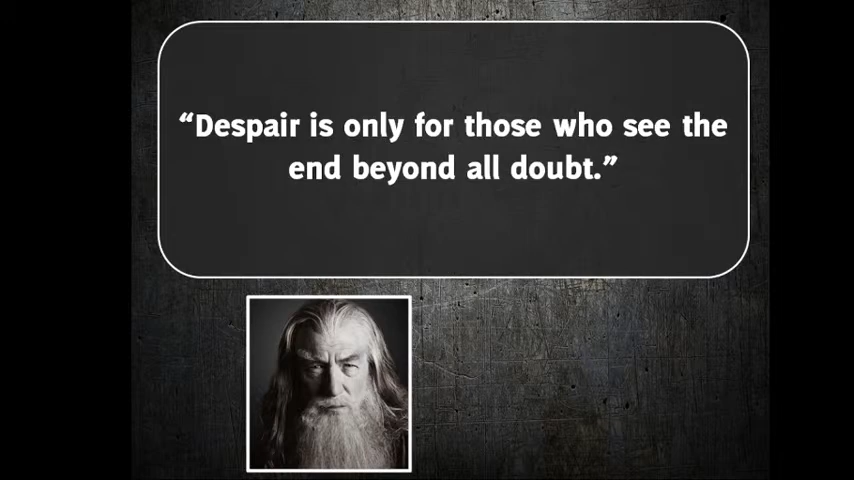 “Despair is only for those who see the
end beyond all doubt.”